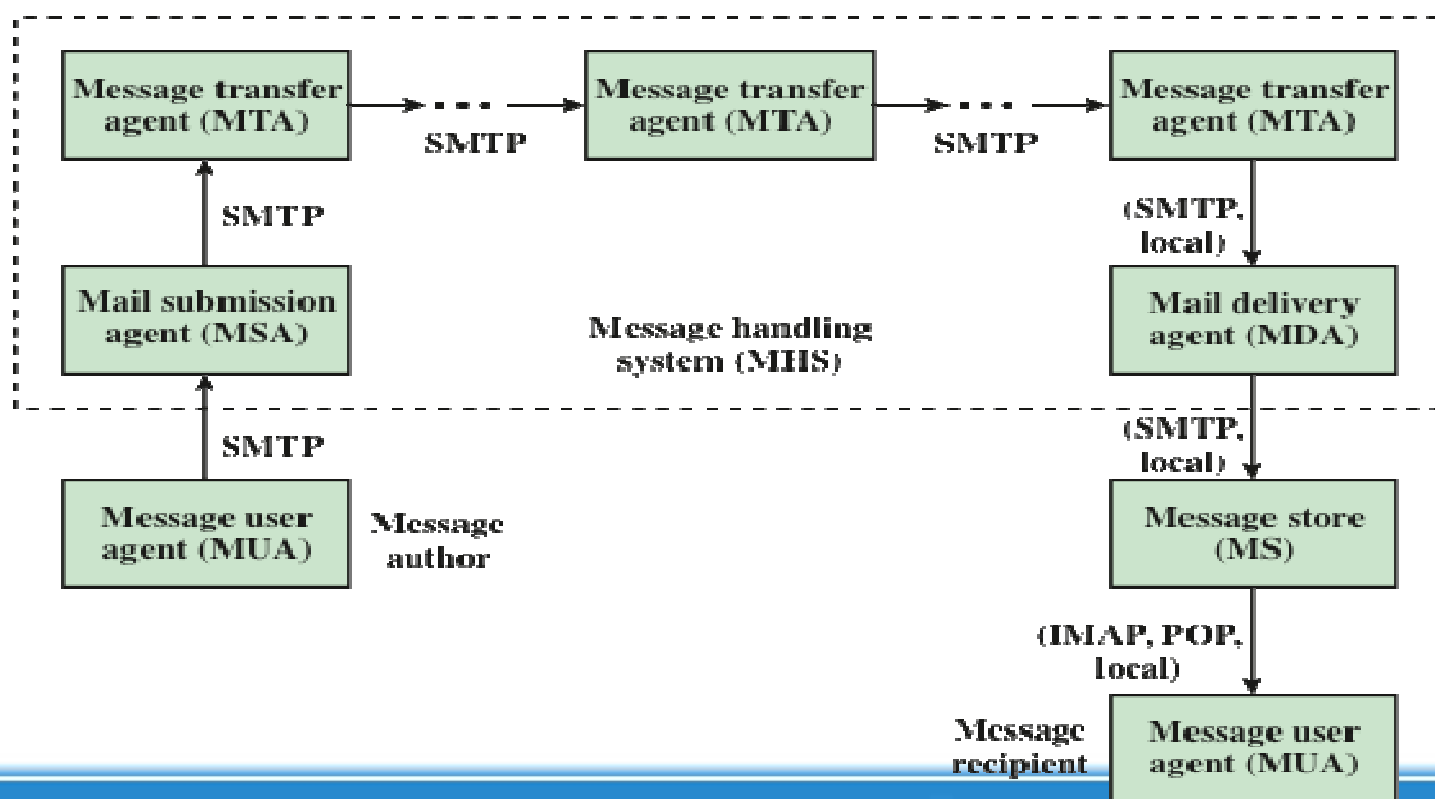 Message transfer
agent (MTA)
SMTP
Message transfer
agent (MTA)
SMTP
Message transfer
agent (MTA)
SMTP
(SMTP,
local)
Mail submission
agent (MSA)
Message handling
system (MHS)
Mail delivery
agent (MDA)
SMTP
(SMTP,
local)
Message user
agent (MUA)
Message
author
Message store
(MS)
(IMAP, POP,
local)
Message
recipient
Message user
agent (MUA)